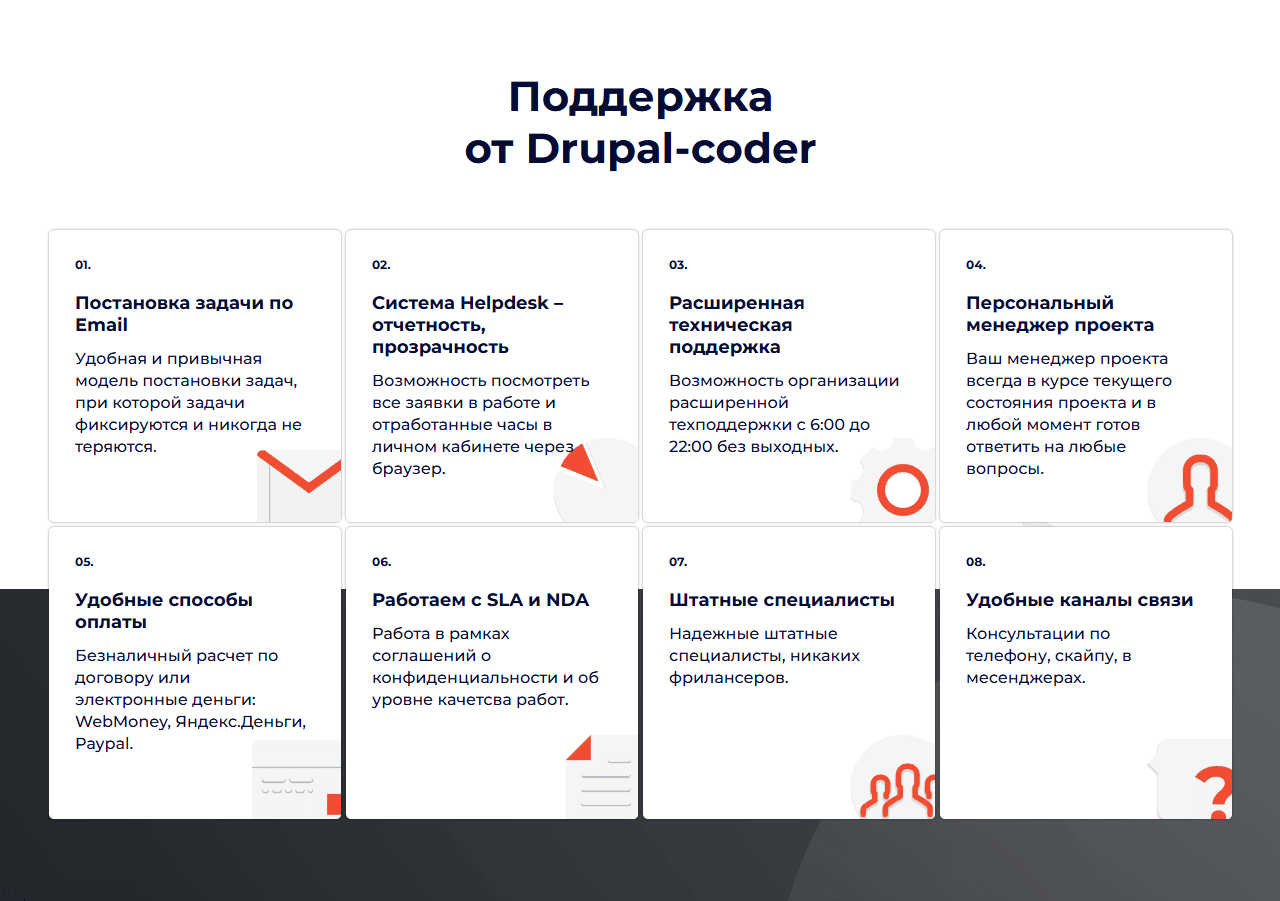 Поддержка
от Drupal-coder
01.
Постановка задачи по
Email
Удобная и привычная
модель постановки задач,
при которой задачи
фиксируются и никогда не
теряются.
02.
Система Helpdesk –
отчетность,
прозрачность
Возможность посмотреть
все заявки в работе и
отработанные часы в
личном кабинете через
браузер.
03.
Расширенная
техническая
поддержка
Возможность организации
расширенной
техподдержки с 6:00 до
22:00 без выходных.
04.
Персональный
менеджер проекта
Ваш менеджер проекта
всегда в курсе текущего
состояния проекта и в
любой момент готов
ответить на любые
вопросы.
05.
Удобные способы
оплаты
Безналичный расчет по
договору или
электронные деньги:
WebMoney, Яндекс.Деньги,
Paypal.
06.
Работаем с SLA и NDA
Работа в рамках
соглашений о
конфиденциальности и об
уровне качетсва работ.
07.
Штатные специалисты
Надежные штатные
специалисты, никаких
фрилансеров.
08.
Удобные каналы связи
Консультации по
телефону, скайпу, в
месенджерах.